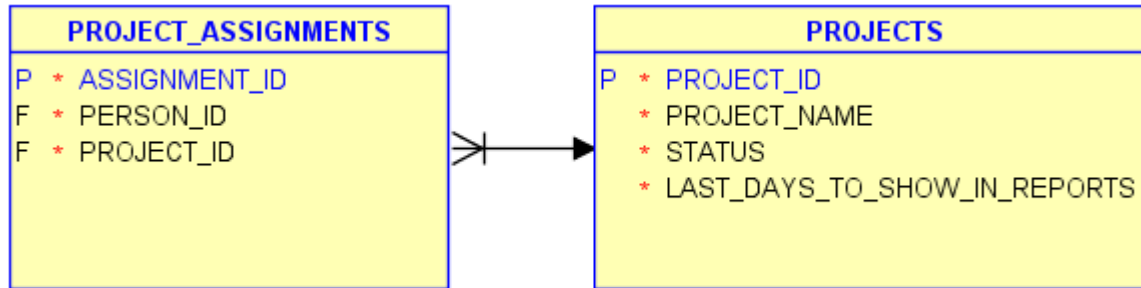 PROJECT_ASSIGNMENTS
P * ASSIGNMENT_ID
F * PERSON_ID
F * PROJECT_ID
PROJECTS
P * PROJECT_ID
* PROJECT_NAME
* STATUS
* LAST_DAYS_TO_SHOW_IN_REPORTS